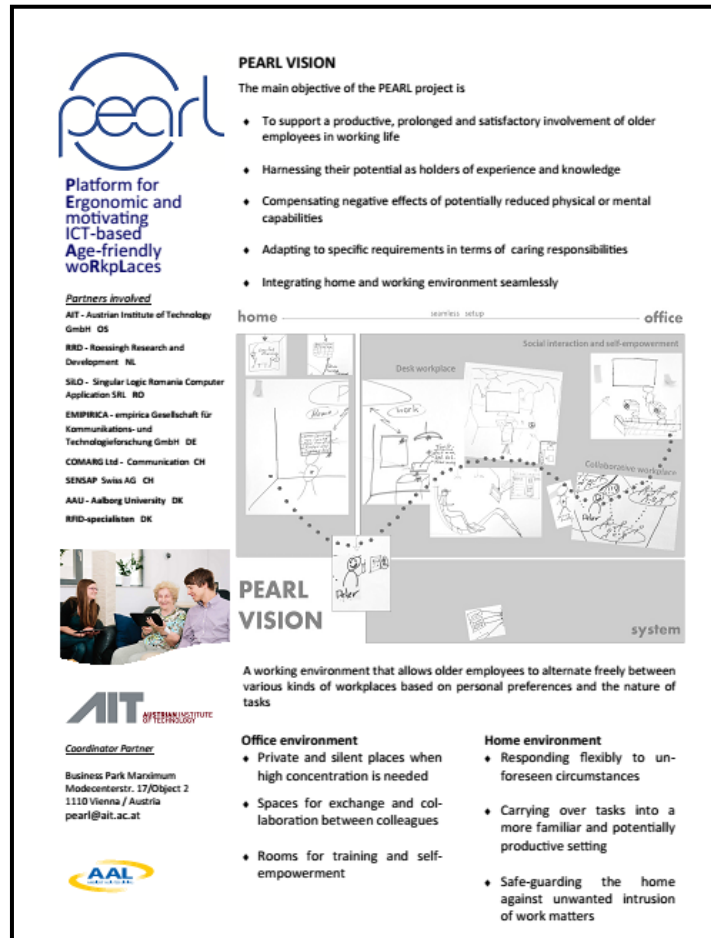 pearl
Platform for
Ergonomic and
motivating
ICT-based
Age-friendly
woRkpLaces
Partners involved
AIT - Austrian Institute of Technology
GmbH OS
RRD - Roessingh Research and
Development NL
SiLO - Singular Logic Romania Computer
Application SRL RO
EMIPIRICA - empirica Gesellschaft für
Kommunikations- und
Technologieforschung GmbH DE
COMARG Ltd - Communication CH
SENSAP Swiss AG CH
AAU - Aalborg University DK
RFID-specialisten DK
AIT AUSTRIAN INSTITUTE
OF TECHNOLOGY
Coordinator Partner
Business Park Marximum
Modecenterstr. 17/Object 2
1110 Vienna / Austria
pearl@ait.ac.at
AAL
PEARL VISION
The main objective of the PEARL project is
♦ To support a productive, prolonged and satisfactory involvement of older
employees in working life
♦ Harnessing their potential as holders of experience and knowledge
♦ Compensating negative effects of potentially reduced physical or mental
capabilities
♦ Adapting to specific requirements in terms of caring responsibilities
♦ Integrating home and working environment seamlessly
home seamless setup office
Social interaction and self-empowerment
Desk workplace
Home
Work
Collaborative workplace
PEARL
VISION
system
A working environment that allows older employees to alternate freely between
various kinds of workplaces based on personal preferences and the nature of
tasks
Office environment
♦ Private and silent places when
high concentration is needed
♦ Spaces for exchange and col-
laboration between colleagues
♦ Rooms for training and self-
empowerment
Home environment
♦ Responding flexibly to un-
foreseen circumstances
♦ Carrying over tasks into a
more familiar and potentially
productive setting
♦ Safe-guarding the home
against unwanted intrusion
of work matters